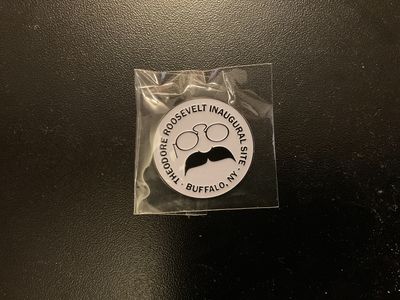 THEODORE ROOSEVELT INAUGURAL SITE
· BUFFALO, NY ·